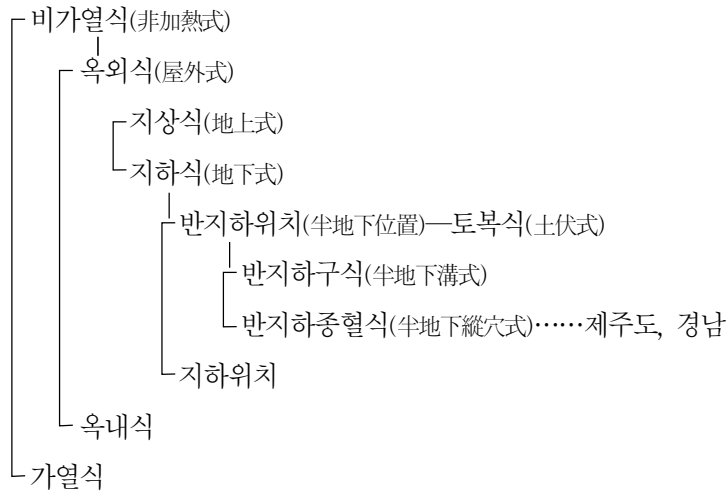 비가열식(非加熱式)
옥외식(屋外式)
지상식(地上式)
지하식(地下式)
반지하위치(半地下位置)―토복식(土伏式)
반지하구식(半地下溝式)
반지하종혈식(半地下縱穴式)……제주도, 경남
지하위치
옥내식
가열식